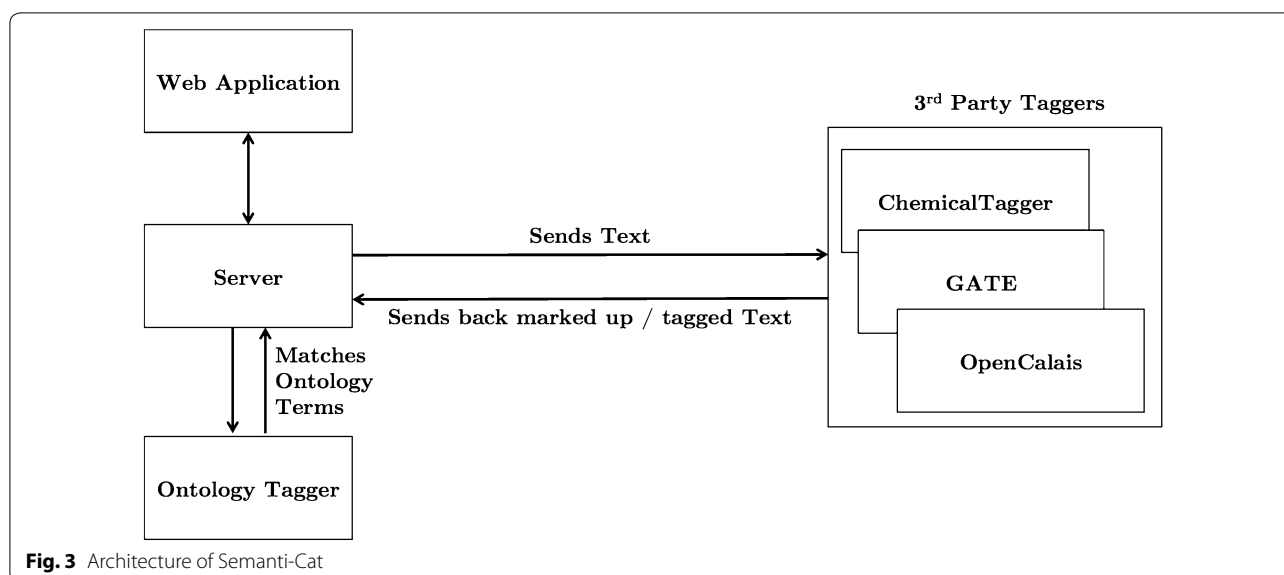 Web Application
3rd Party Taggers
ChemicalTagger
Sends Text
Server
GATE
Sends back marked up / tagged Text
Matches
Ontology
Terms
OpenCalais
Ontology Tagger
Fig. 3 Architecture of Semanti-Cat